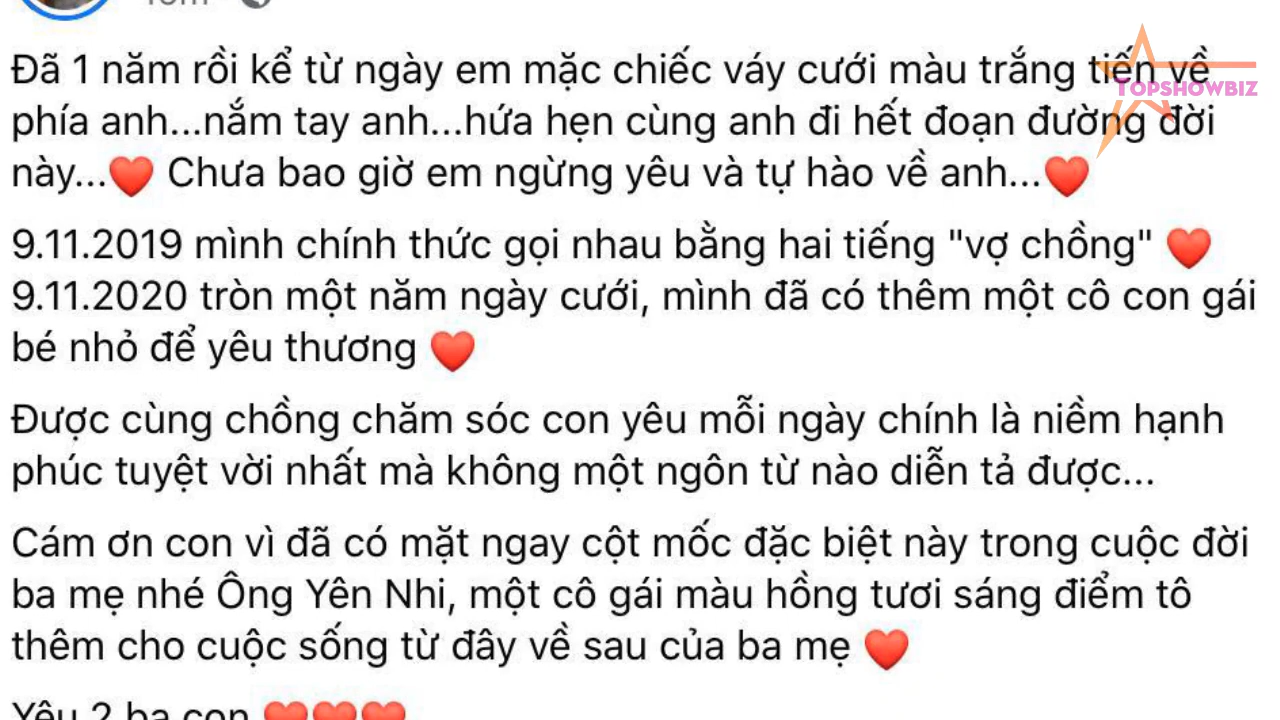 Đã 1 năm rồi kể từ ngày em mặc chiếc váy cưới màu trắng tiến về
TOPSHOWBIZ
phía anh...nắm tay anh...hứa hẹn cùng anh đi hết đoạn đường đời
này...❤️ Chưa bao giờ em ngừng yêu và tự hào về anh...❤️
9.11.2019 mình chính thức gọi nhau bằng hai tiếng "vợ chồng" ❤️
9.11.2020 tròn một năm ngày cưới, mình đã có thêm một cô con gái
bé nhỏ để yêu thương ❤️
Được cùng chồng chăm sóc con yêu mỗi ngày chính là niềm hạnh
phúc tuyệt vời nhất mà không một ngôn từ nào diễn tả được...
Cám ơn con vì đã có mặt ngay cột mốc đặc biệt này trong cuộc đời
ba mẹ nhé Ông Yên Nhi, một cô gái màu hồng tươi sáng điểm tô
thêm cho cuộc sống từ đây về sau của ba mẹ ❤️
Yêu 2 ba con ❤️❤️❤️